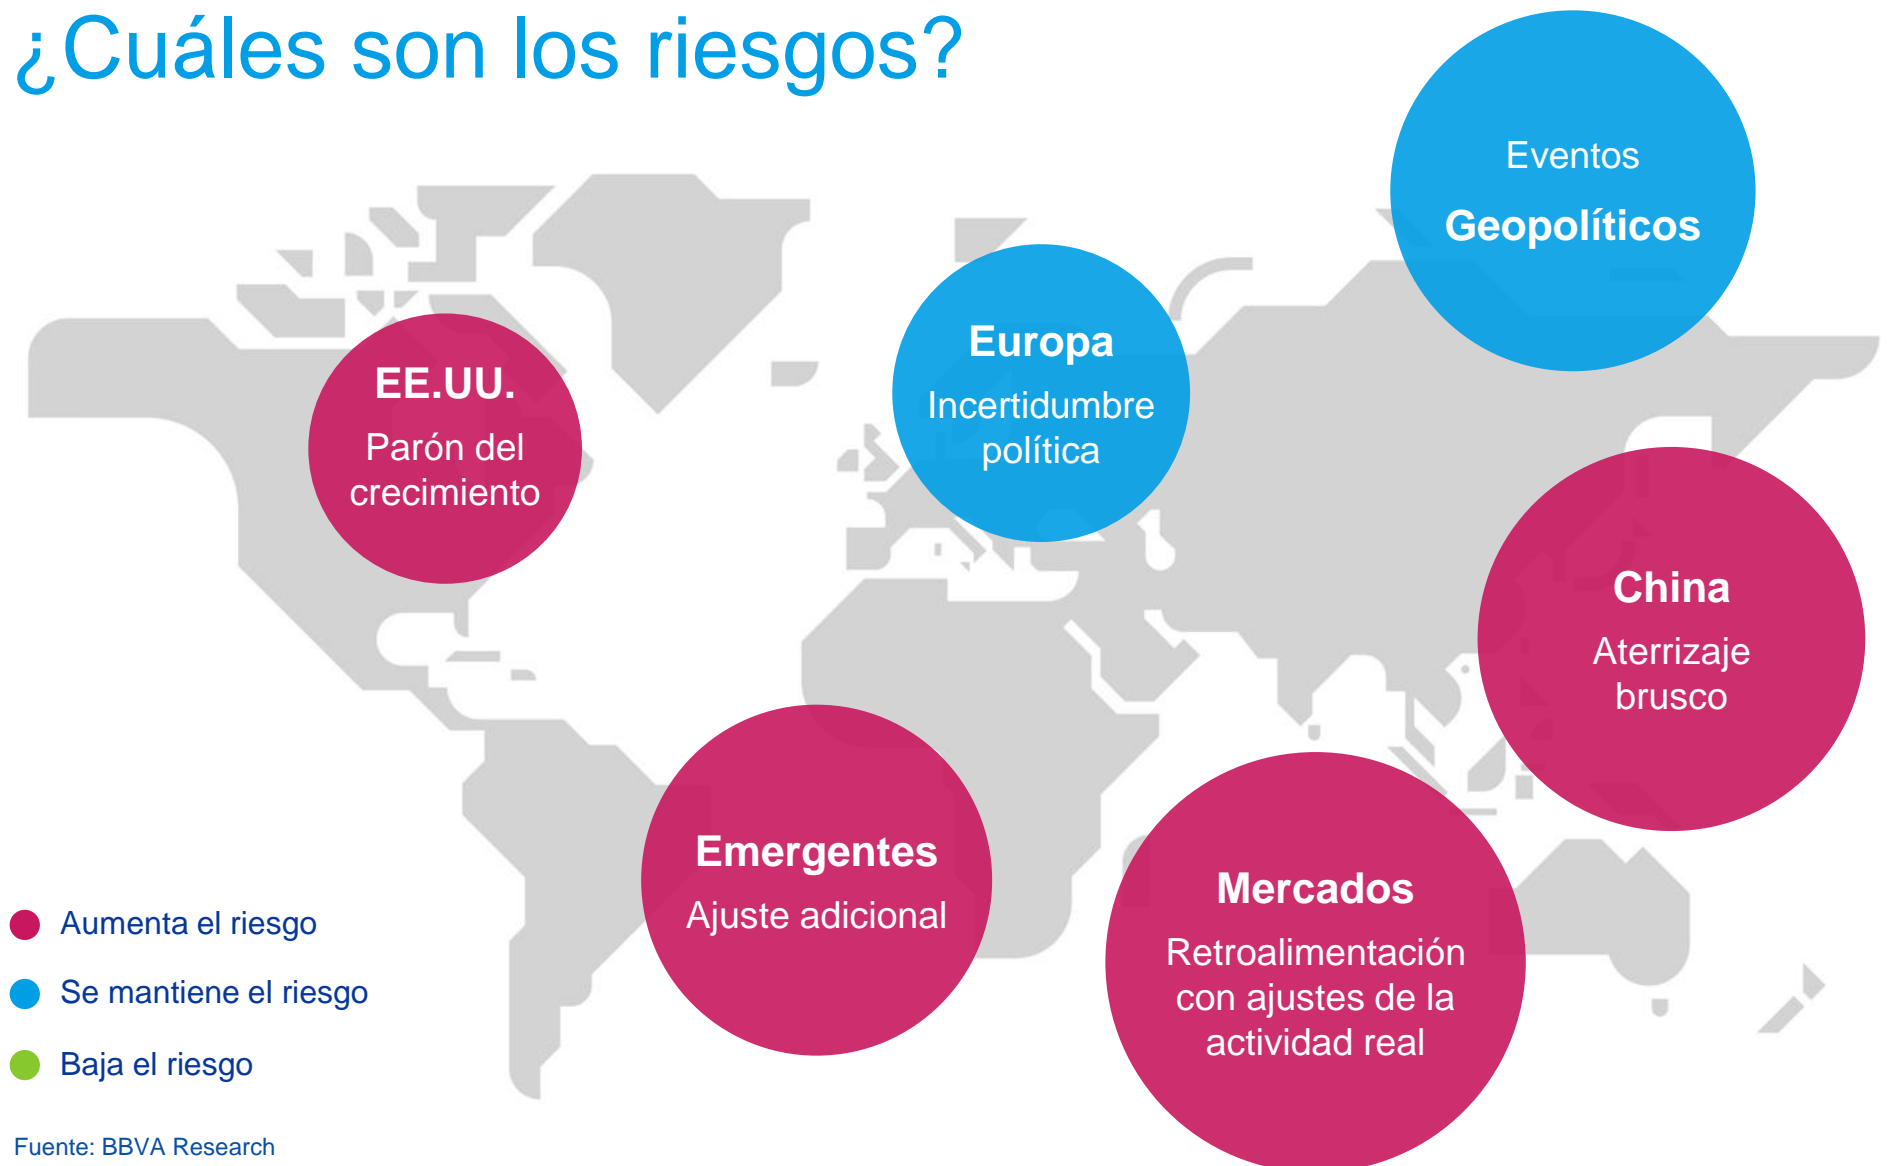 ¿Cuáles son los riesgos?
Eventos
Geopolíticos
Europa
Incertidumbre
política
EE.UU.
Parón del
crecimiento
China
Aterrizaje
brusco
Emergentes
Ajuste adicional
Mercados
Retroalimentación
con ajustes de la
actividad real
Aumenta el riesgo
Se mantiene el riesgo
Baja el riesgo
Fuente: BBVA Research